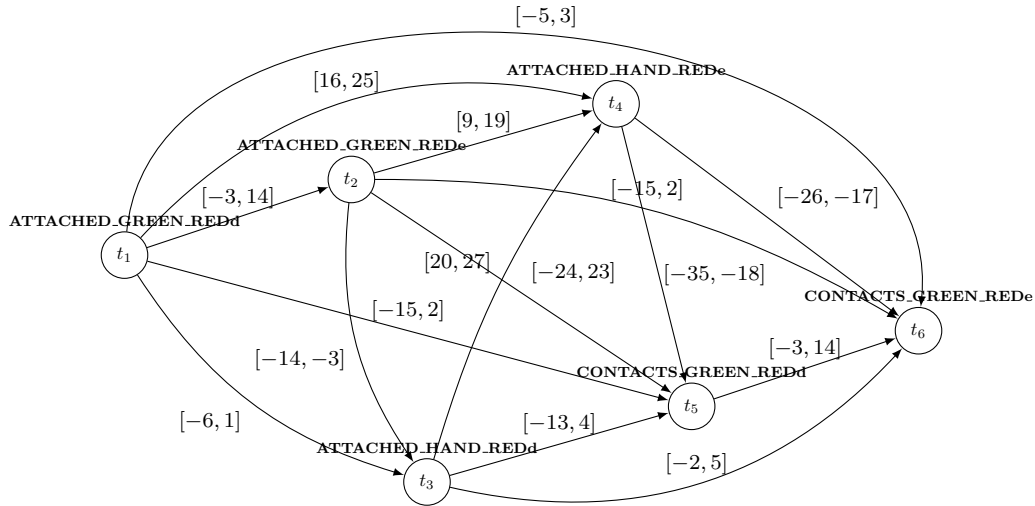 [−5, 3]
ATTACHED_HAND_REDe
[16, 25]
t4
[9, 19]
ATTACHED_GREEN_REDe
t2
[−3, 14]
[−15, 2]
[−26, −17]
ATTACHED_GREEN_REDd
t1
[20, 27]
[−24, 23]
[−35, −18]
CONTACTS_GREEN_REDe
[−15, 2]
t6
[−14, −3]
[−3, 14]
CONTACTS_GREEN_REDd
t5
[−6, 1]
[−13, 4]
ATTACHED_HAND_REDd
[−2, 5]
t3